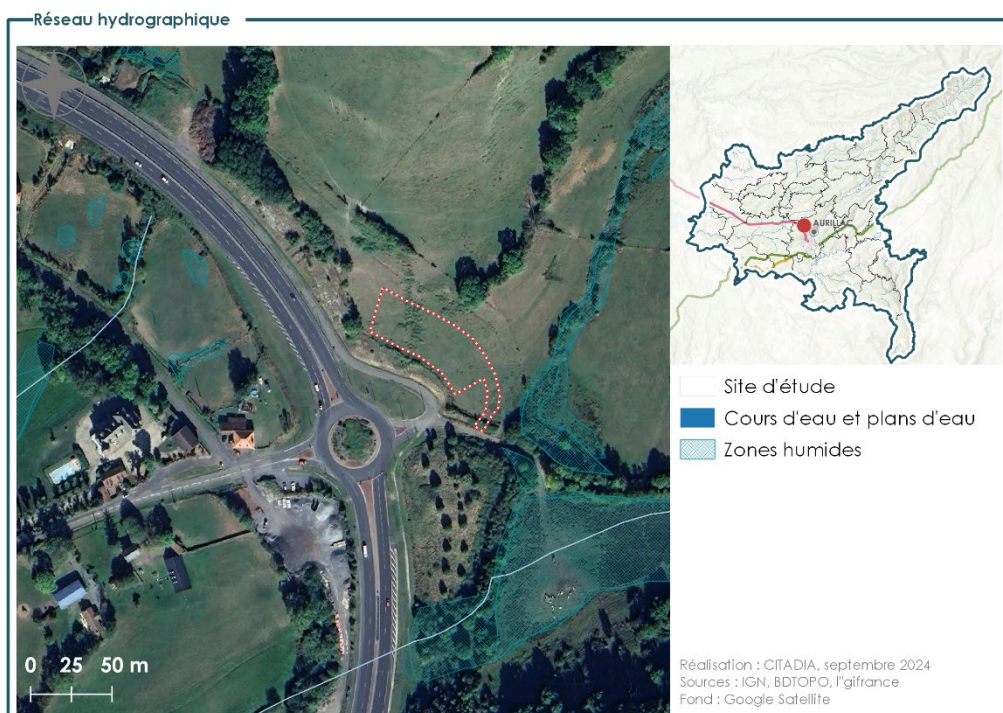 Réseau hydrographique
AURILLAC
Site d'étude
Cours d'eau et plans d'eau
Zones humides
0 25 50 m
Réalisation : CITADIA, septembre 2024
Sources : IGN, BDTOPO, l"gifrance
Fond : Google Satellite